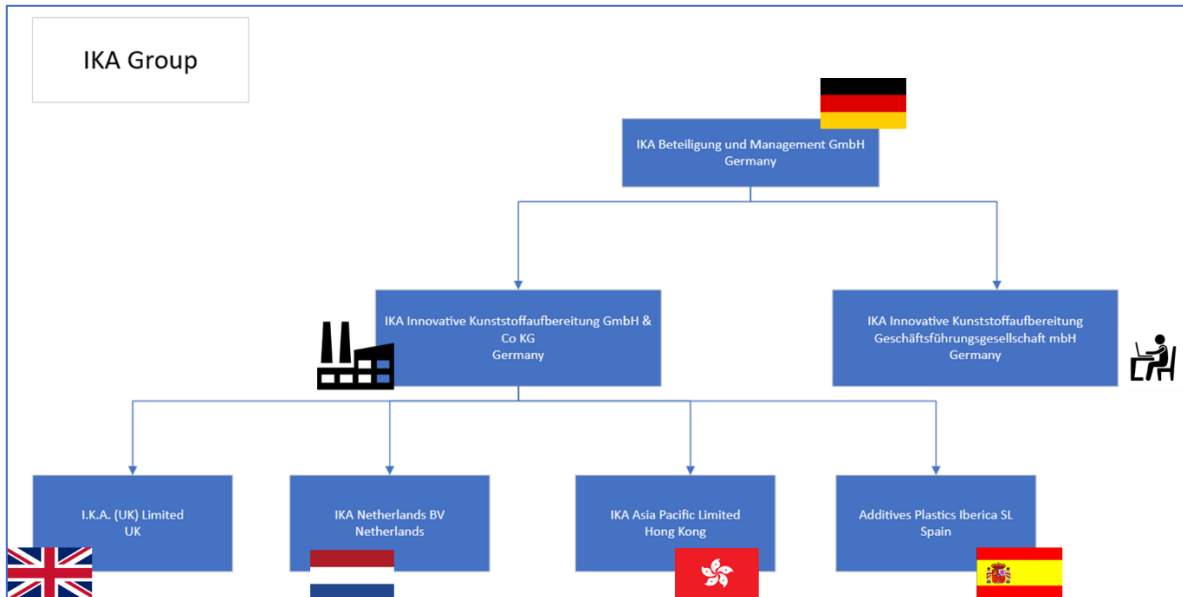 IKA Group
IKA Beteiligung und Management GmbH
Germany
IKA Innovative Kunststoffaufbereitung GmbH &
Co KG
Germany
IKA Innovative Kunststoffaufbereitung
Geschäftsführungsgesellschaft mbH
Germany
I.K.A. (UK) Limited
UK
IKA Netherlands BV
Netherlands
IKA Asia Pacific Limited
Hong Kong
Additives Plastics Iberica SL
Spain